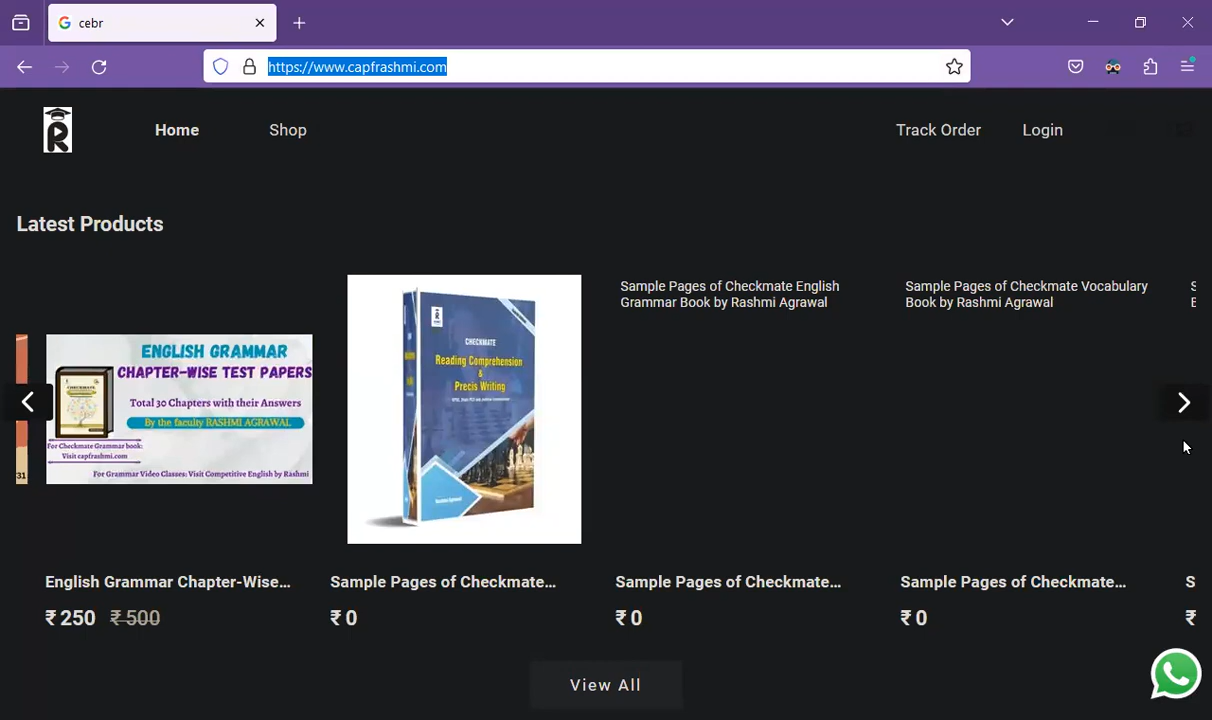 cebr
https://www.capfrashmi.com
Home
Shop
Track Order
Login
Latest Products
31
ENGLISH GRAMMAR
CHAPTER-WISE TEST PAPERS
Total 30 Chapters with their Answers
By the faculty RASHMI AGRAWAL
For Checkmate Grammar book:
Visit capfrashmi.com
For Grammar Video Classes: Visit Competitive English by Rashmi
CHECKMATE
Reading Comprehension
&
Precis Writing
Sample Pages of Checkmate English
Grammar Book by Rashmi Agrawal
Sample Pages of Checkmate Vocabulary
Book by Rashmi Agrawal
S
B
English Grammar Chapter-Wise...
₹ 250 ₹ 500
Sample Pages of Checkmate...
₹ 0
Sample Pages of Checkmate...
₹ 0
Sample Pages of Checkmate...
₹ 0
S
₹
View All